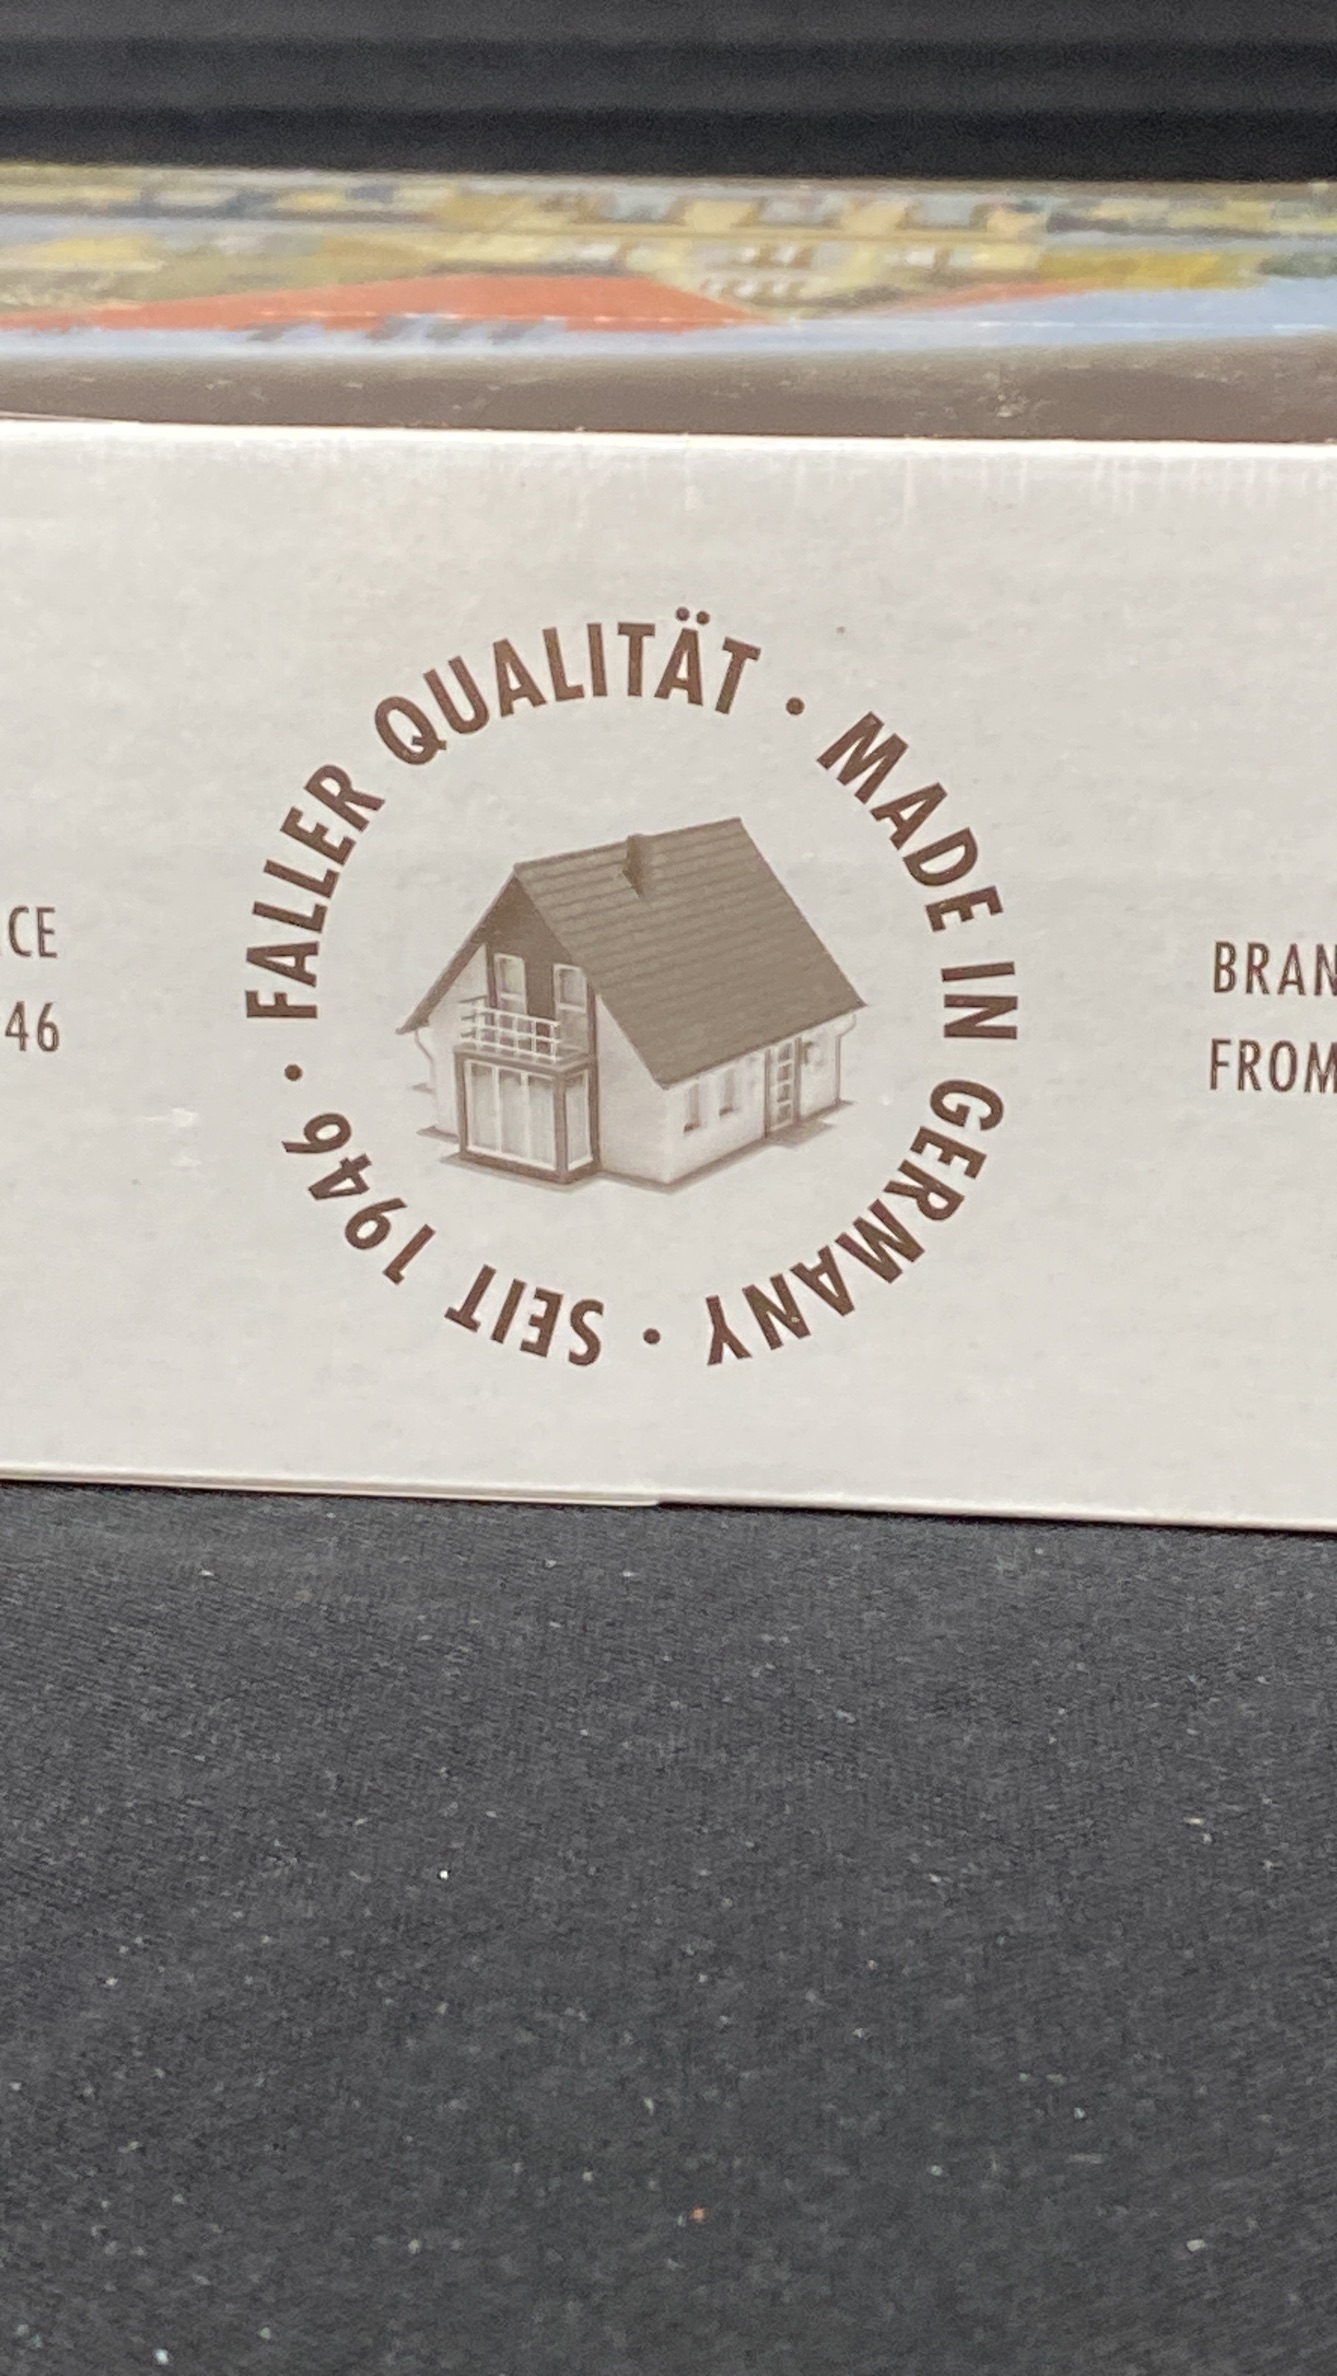 FALLER QUALITÄT · MADE IN GERMANY · SEIT 1946 ·
CE
46
BRAN
FROM